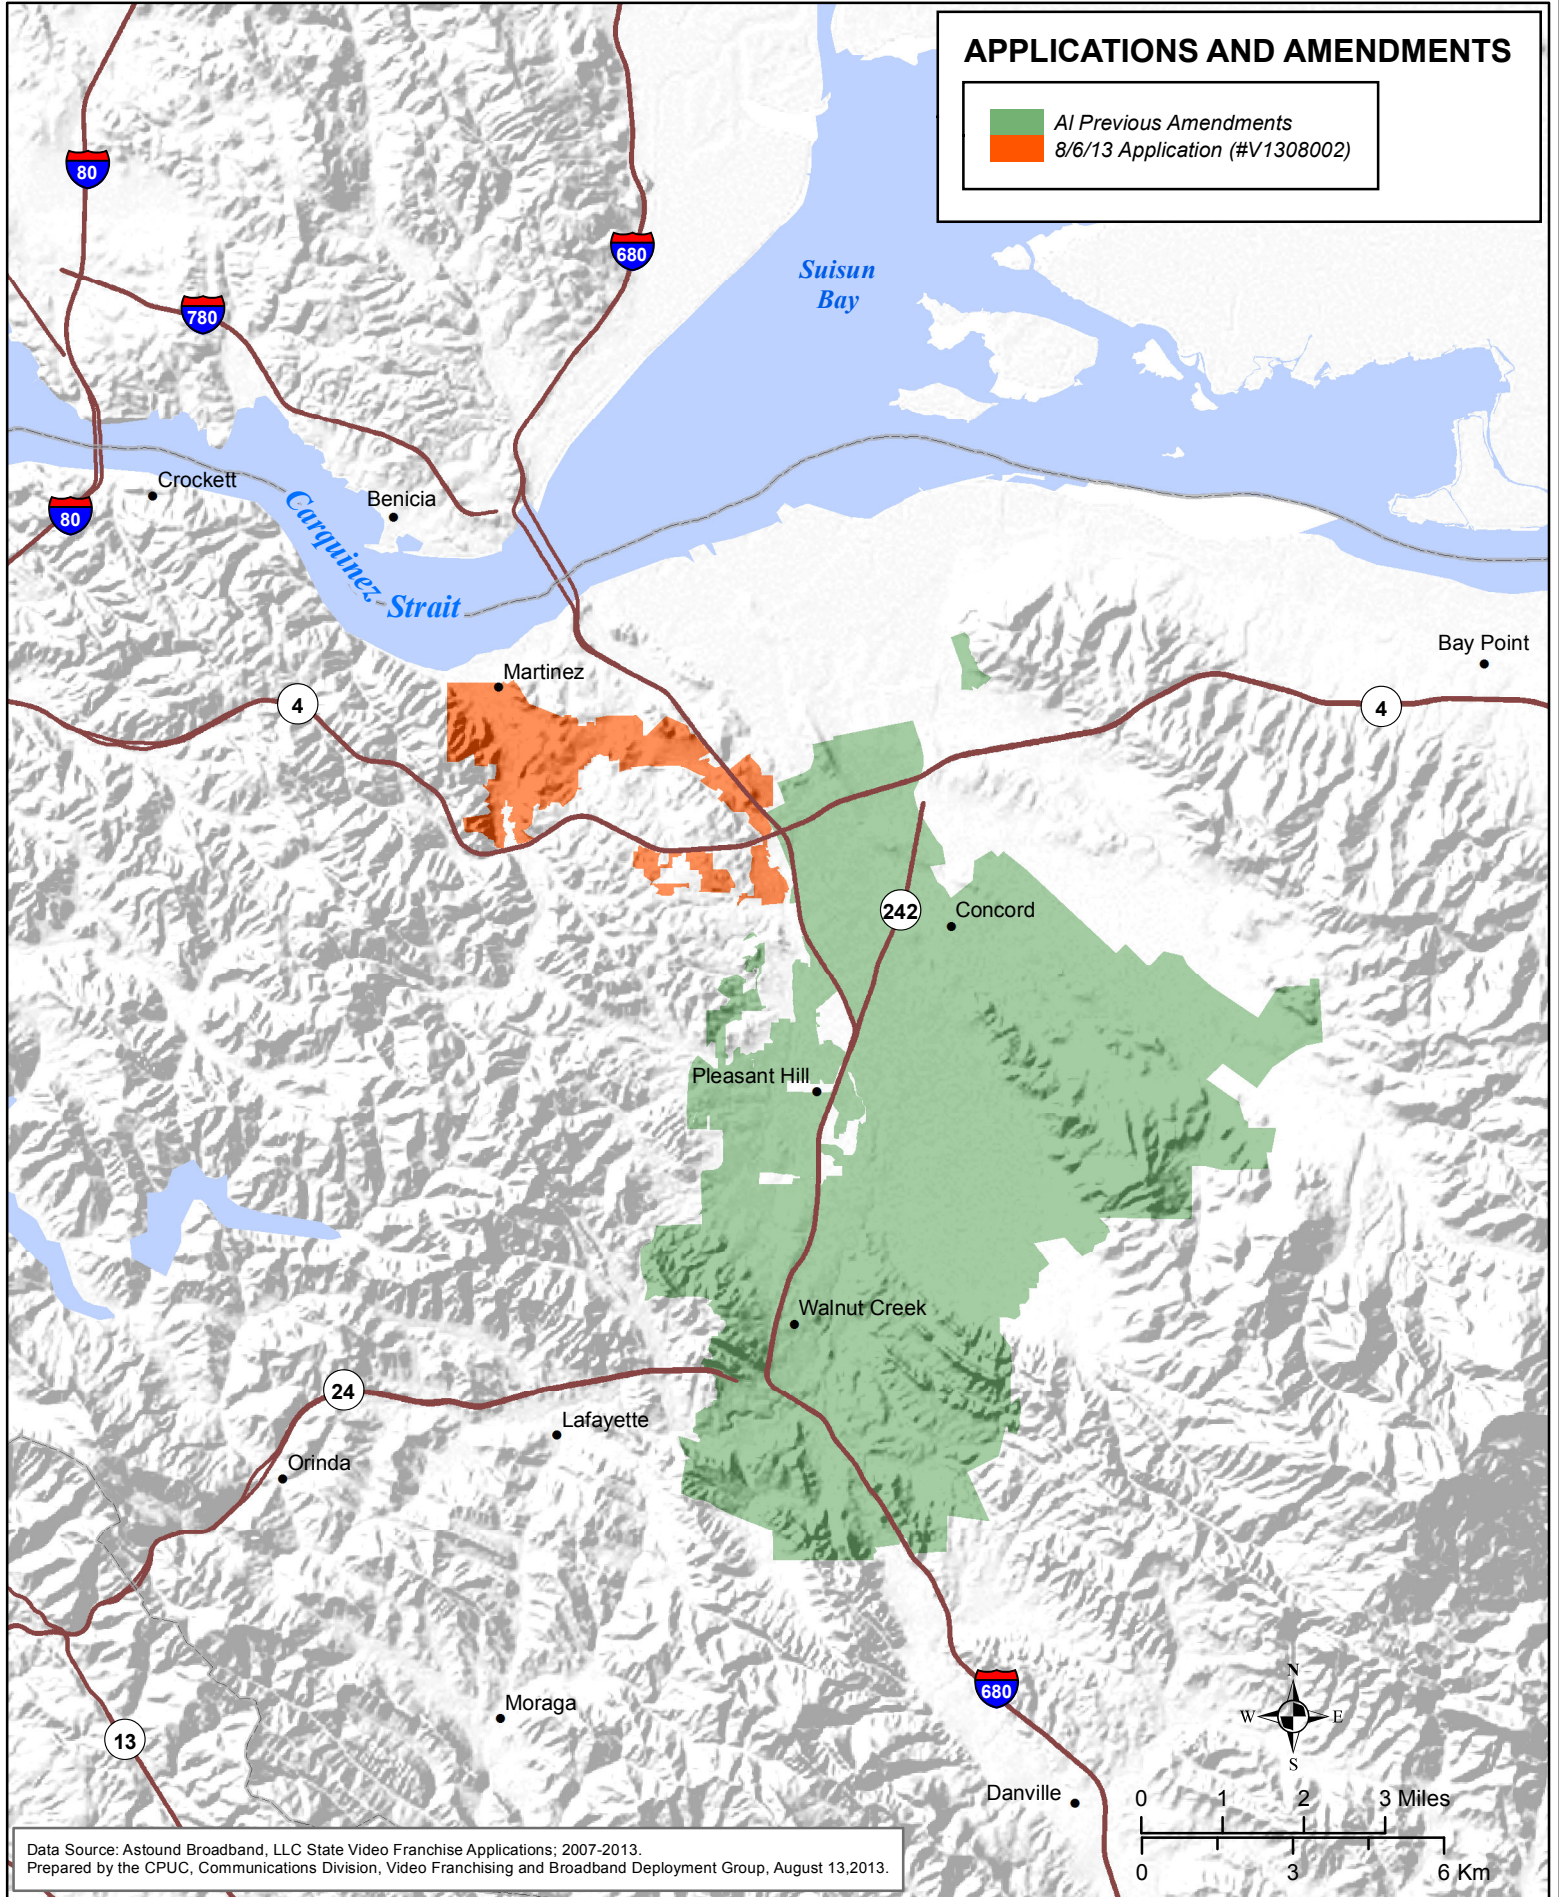 APPLICATIONS AND AMENDMENTS
Al Previous Amendments
8/6/13 Application (#V1308002)
80
680
780
Suisun
Bay
Crockett
Benicia
80
Carquinez Strait
Bay Point
Martinez
4
4
242
Concord
Pleasant Hill
Walnut Creek
24
Lafayette
Orinda
680
N
W E
S
Moraga
13
Danville
0 1 2 3 Miles
0 3 6 Km
Data Source: Astound Broadband, LLC State Video Franchise Applications; 2007-2013.
Prepared by the CPUC, Communications Division, Video Franchising and Broadband Deployment Group, August 13,2013.